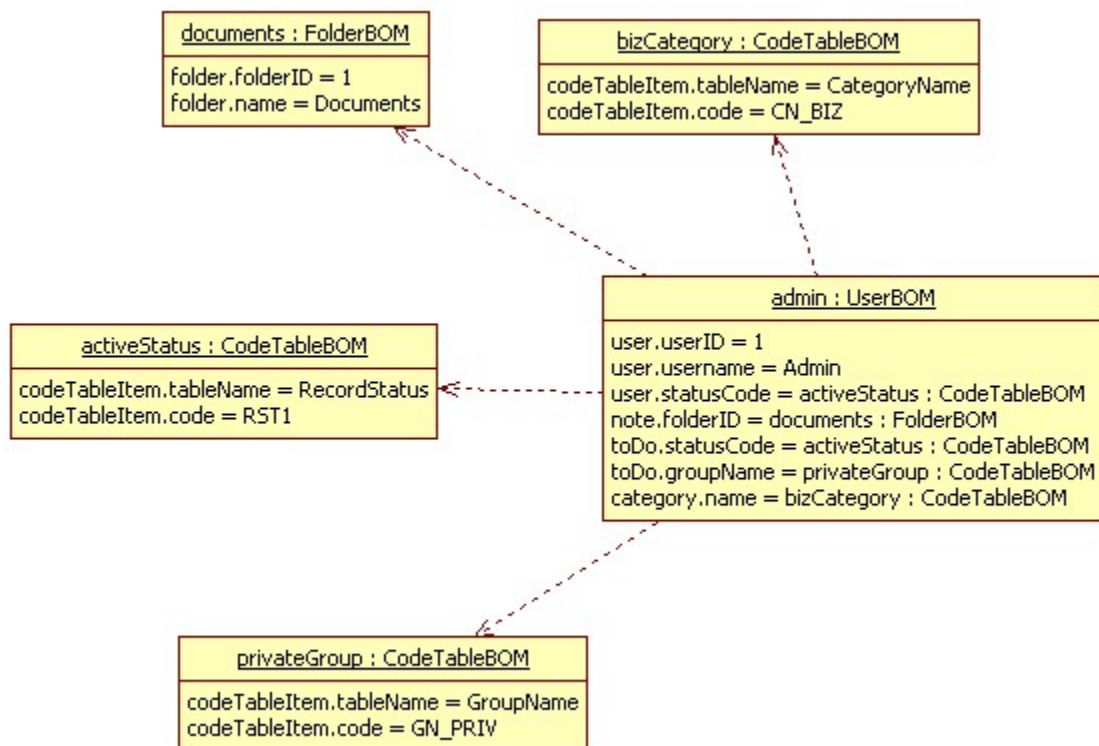 documents : FolderBOM
folder.folderID = 1
folder.name = Documents
bizCategory : CodeTableBOM
codeTableItem.tableName = CategoryName
codeTableItem.code = CN_BIZ
admin : UserBOM
user.userID = 1
user.username = Admin
user.statusCode = activeStatus : CodeTableBOM
note.folderID = documents : FolderBOM
toDo.statusCode = activeStatus : CodeTableBOM
toDo.groupName = privateGroup : CodeTableBOM
category.name = bizCategory : CodeTableBOM
activeStatus : CodeTableBOM
codeTableItem.tableName = RecordStatus
codeTableItem.code = RST1
privateGroup : CodeTableBOM
codeTableItem.tableName = GroupName
codeTableItem.code = GN_PRIV